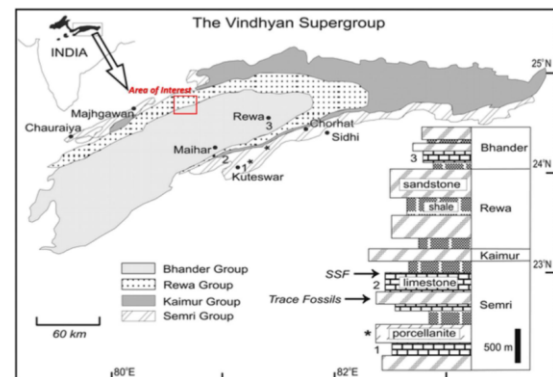 The Vindhyan Supergroup
INDIA
Area of Interest
Majhgawan
Chauraiya
Rewa
3
Chorhat
Sidhi
Maihar
2
1
Kuteswar
25°N
24°N
23°N
3
Bhander
sandstone
shale
Rewa
Kaimur
SSF
2
limestone
Trace Fossils
Semri
* porcellanite
1
500 m
Bhander Group
Rewa Group
Kaimur Group
Semri Group
60 km
80°E
82°E